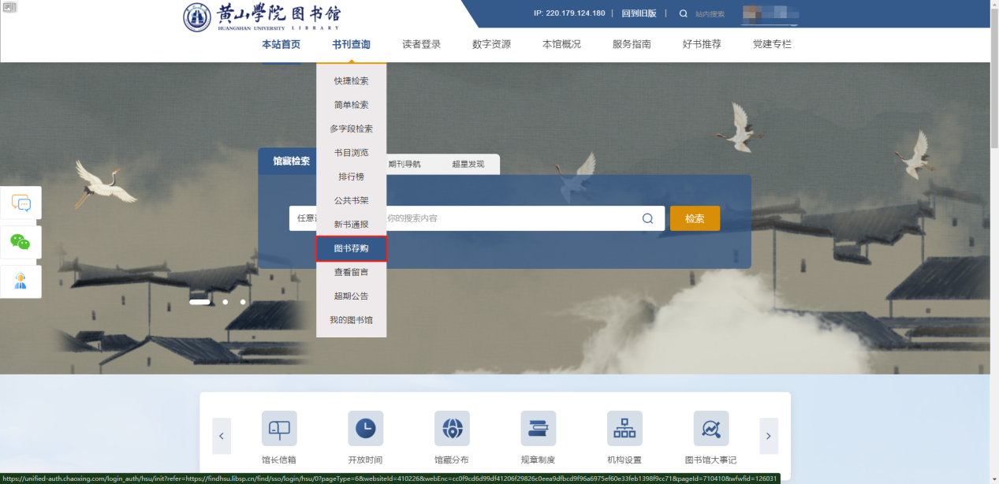 黄山学院图书馆
HUANGSHAN UNIVERSITY LIBRARY
IP: 220.179.124.180 | 回到旧版 | 站内搜索
本站首页 书刊查询 读者登录 数字资源 本馆概况 服务指南 好书推荐 党建专栏
快捷检索
简单检索
多字段检索
书目浏览
馆藏检索 期刊导航 超星发现
排行榜
公共书架
任意 你的搜索内容 检索
新书通报
图书荐购
查看留言
超期公告
我的图书馆
馆长信箱 开放时间 馆藏分布 规章制度 机构设置 图书馆大事记
https://unified-auth.chaoxing.com/login_auth/hsu/init?refer=https://findhsu.libsp.cn/find/sso/login/hsu/0?pageType=6&websiteId=410226&webEnc=cc0f9cd6d99df41206f29826c0eea9dfbcd9f96a6975ef60e33feb1398f9cc71&pageId=710410&wfwfid=126031